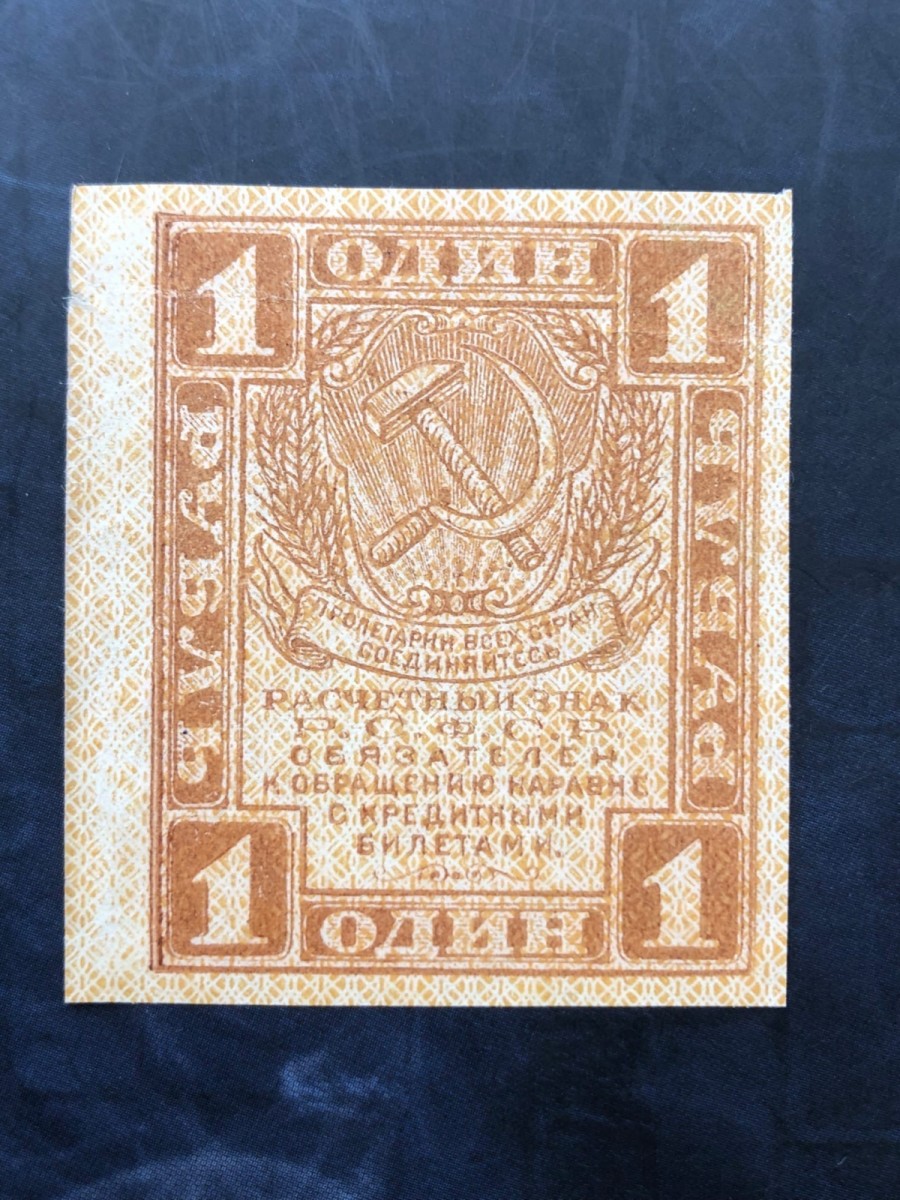 1 ОДИН 1
РУБЛЬ
РУБЛЬ
ПРОЛЕТАРИИ ВСЕХ СТРАН
СОЕДИНЯЙТЕСЬ
РАСЧЕТНЫЙ ЗНАК
Р.С.Ф.С.Р
ОБЯЗАТЕЛЕН
К ОБРАЩЕНИЮ НАРАВНЕ
С КРЕДИТНЫМИ
БИЛЕТАМИ.
1 ОДИН 1